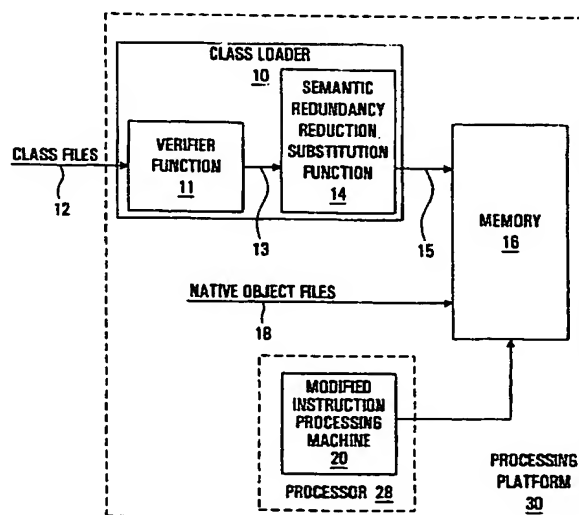 CLASS LOADER
10
SEMANTIC
REDUNDANCY
REDUCTION
SUBSTITUTION
FUNCTION
14
VERIFIER
FUNCTION
11
CLASS FILES
12
13
15
MEMORY
16
NATIVE OBJECT FILES
18
MODIFIED
INSTRUCTION
PROCESSING
MACHINE
20
PROCESSOR 28
PROCESSING
PLATFORM
30